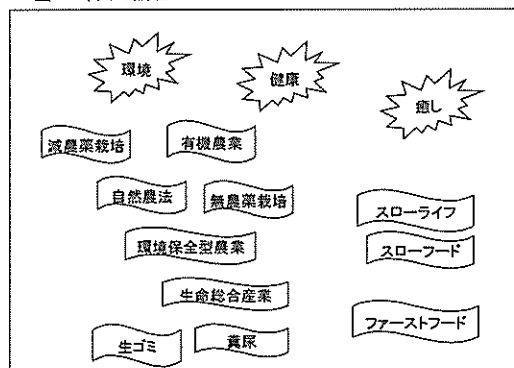 環境
健康
癒し
減農薬栽培
有機農業
自然農法
無農薬栽培
スローライフ
スローフード
環境保全型農業
生命総合産業
ファーストフード
生ゴミ
糞尿